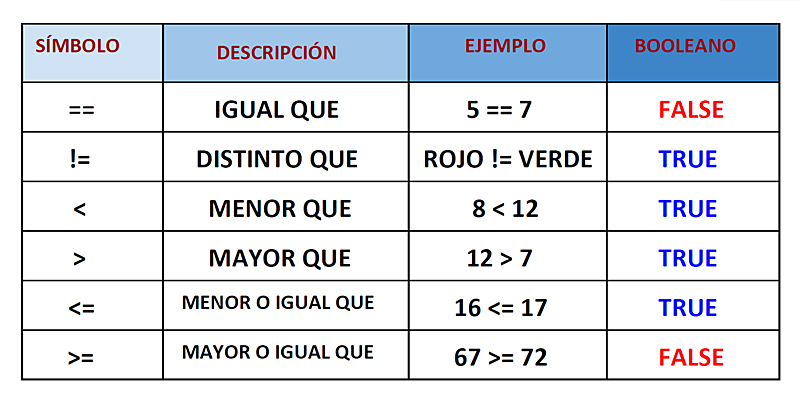 SÍMBOLO DESCRIPCIÓN EJEMPLO BOOLEANO
== IGUAL QUE 5 == 7 FALSE
!= DISTINTO QUE ROJO != VERDE TRUE
< MENOR QUE 8 < 12 TRUE
> MAYOR QUE 12 > 7 TRUE
<= MENOR O IGUAL QUE 16 <= 17 TRUE
>= MAYOR O IGUAL QUE 67 >= 72 FALSE